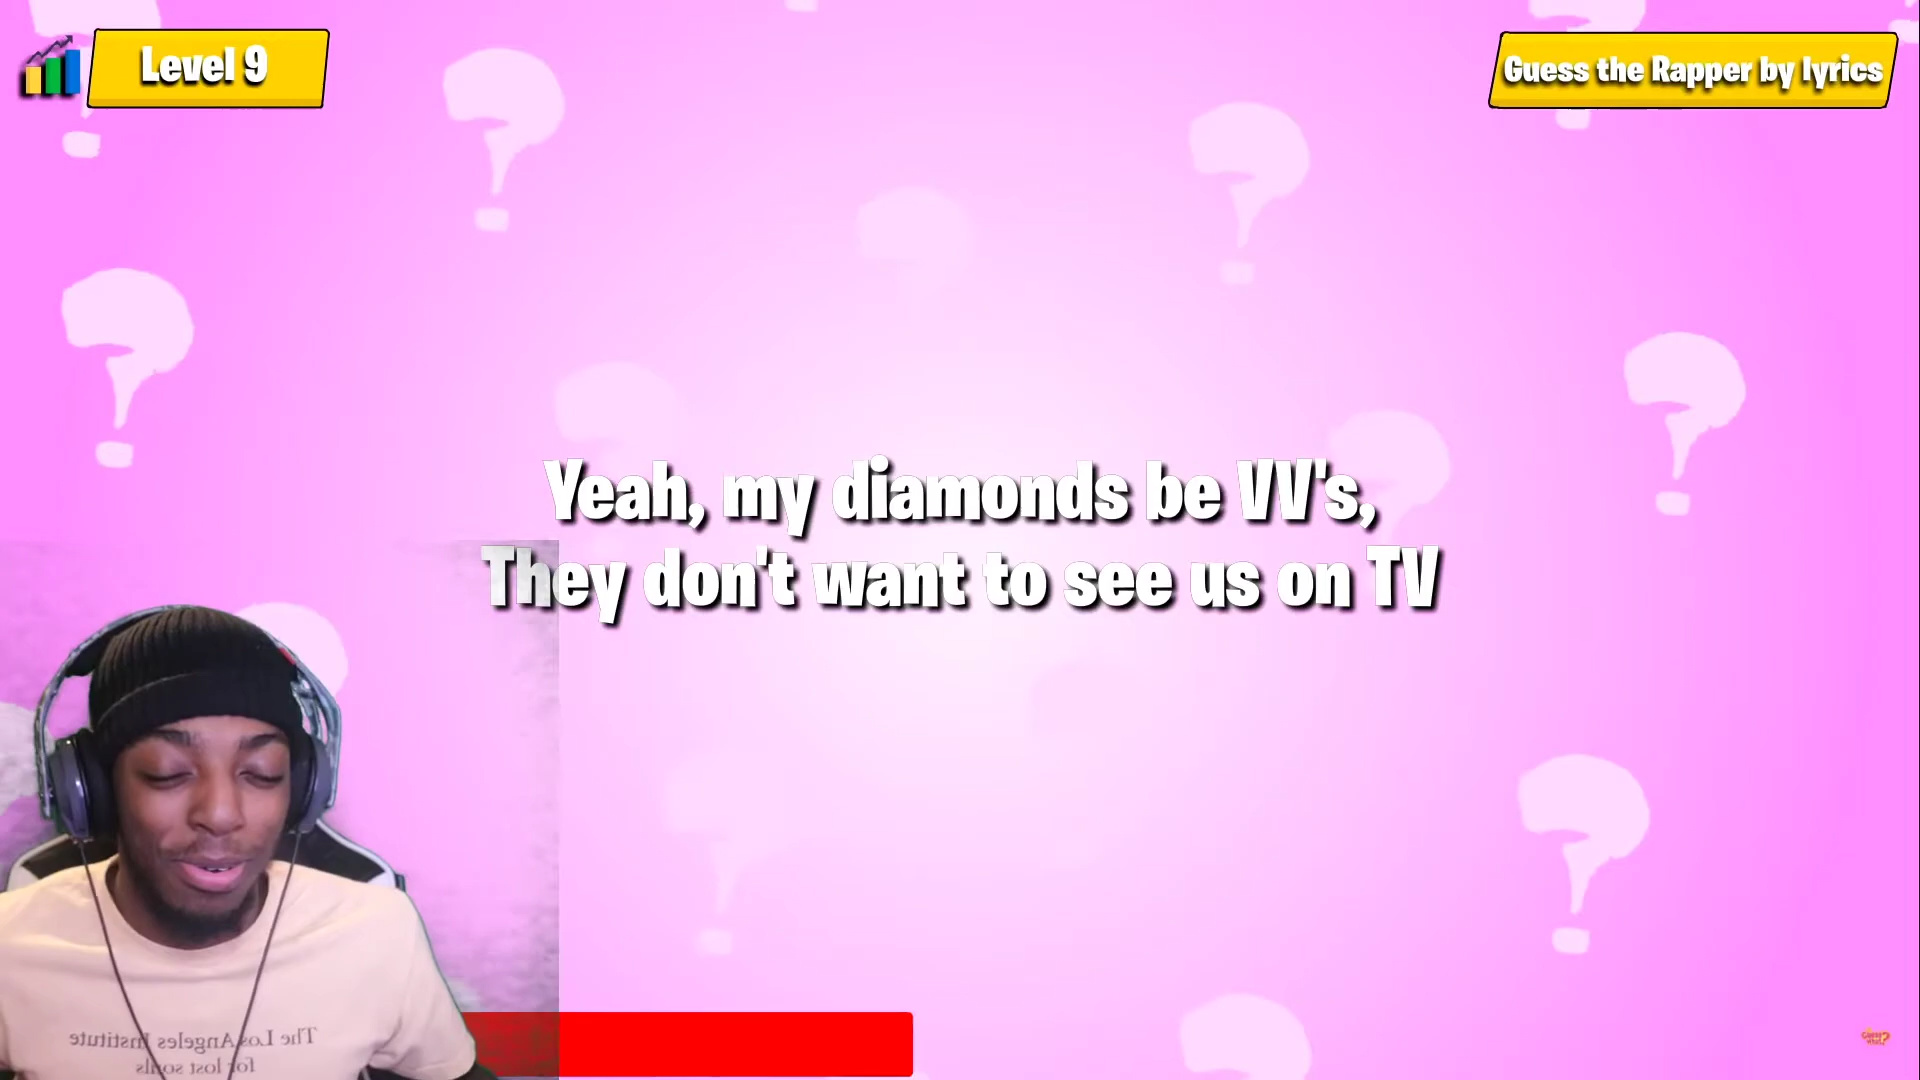 Level 9
Guess the Rapper by lyrics
Yeah, my diamonds be VV's,
They don't want to see us on TV
The Los Angeles Institute
for lost souls